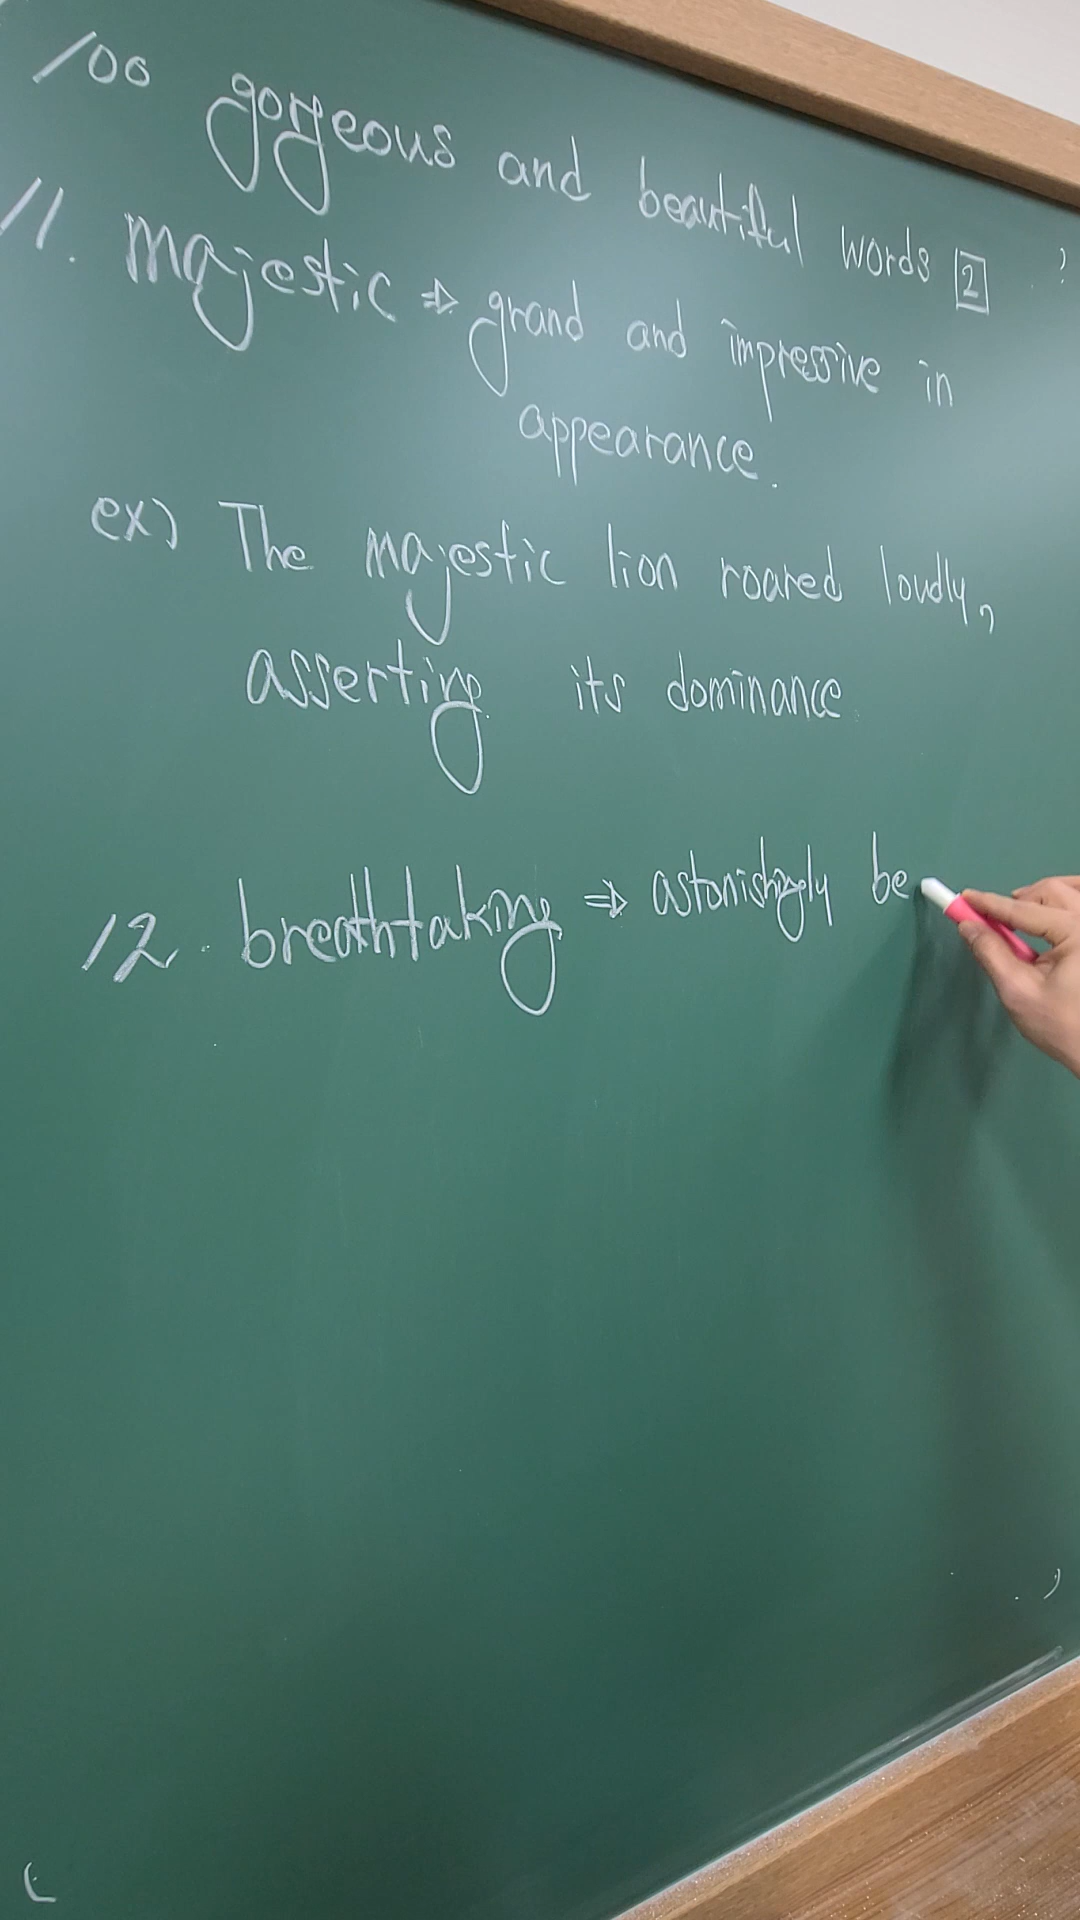 100 gorgeous and beautiful words 2
11. majestic ⇒ grand and impressive in
appearance.
ex) The majestic lion roared loudly,
asserting its dominance
12. breathtaking ⇒ astonishingly be